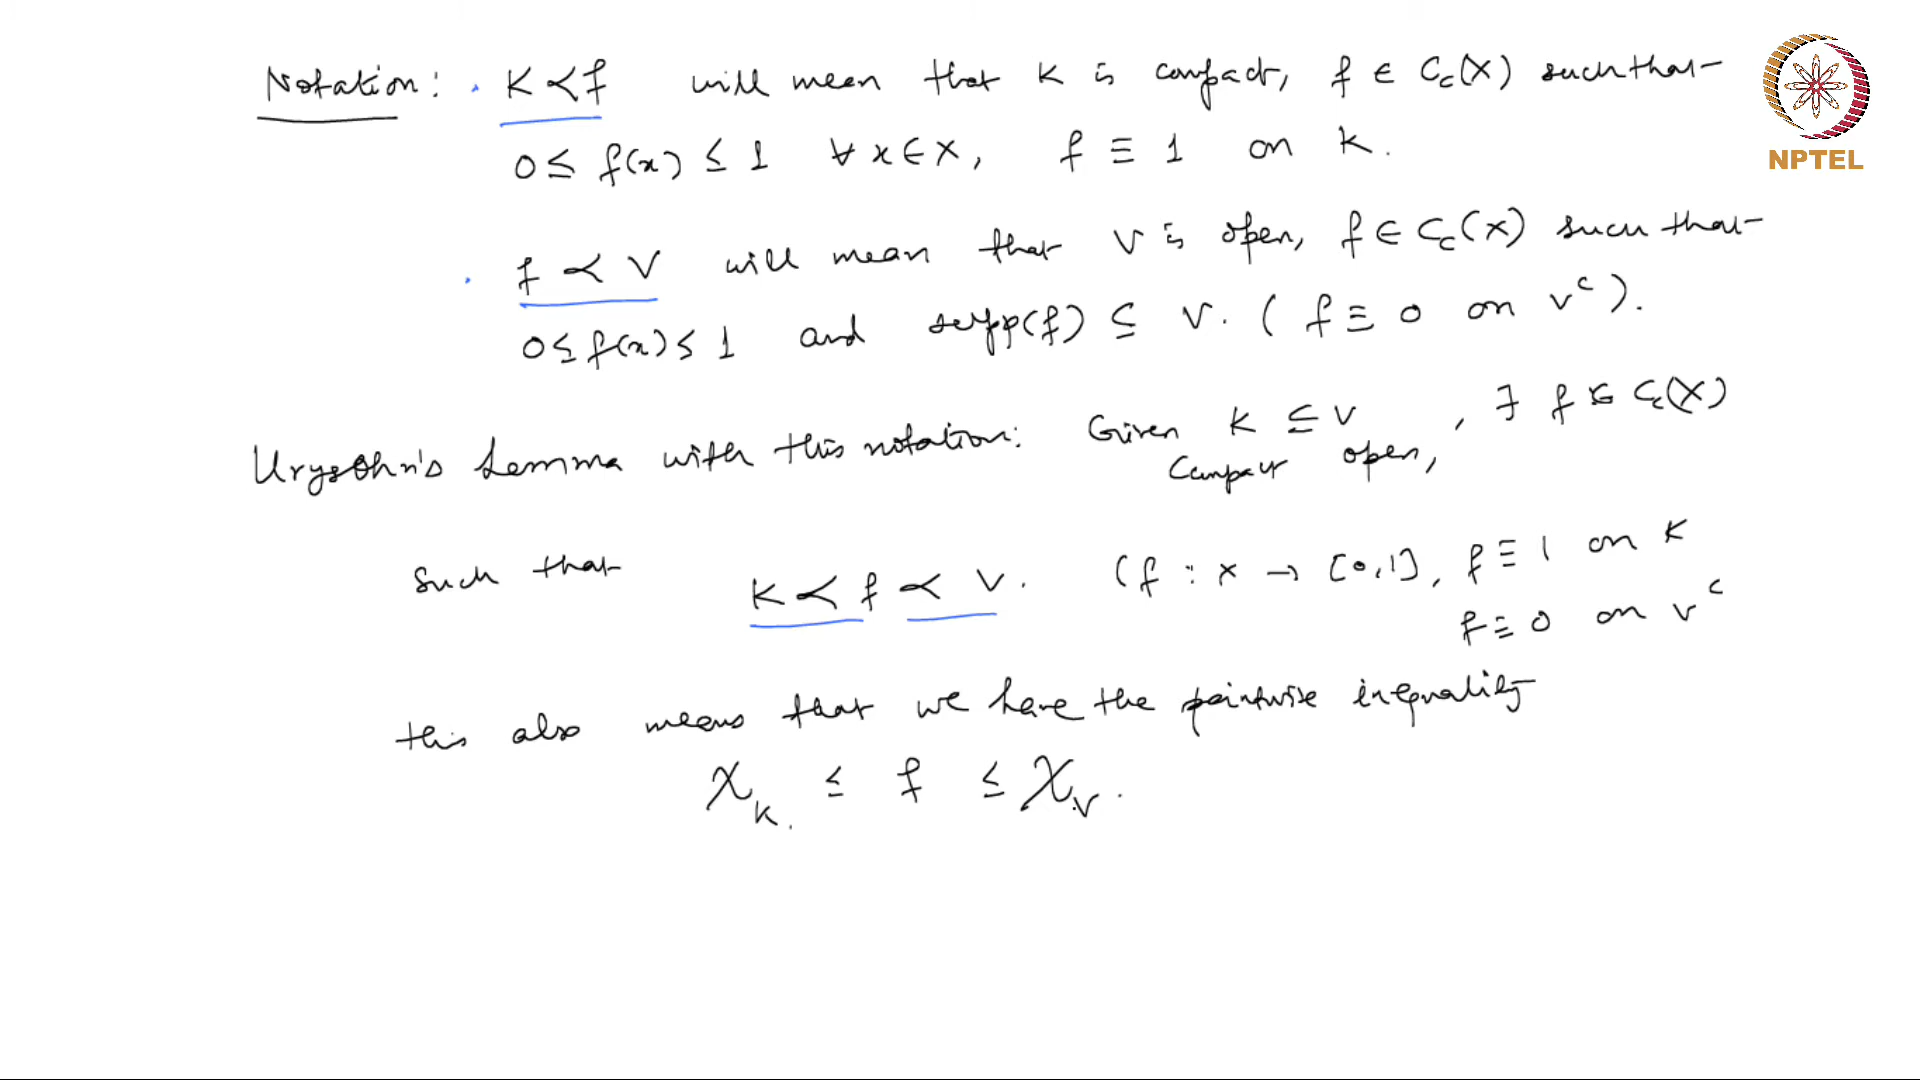 Notation: . K ≺ f will mean that K is compact, f ∈ C_c(X) such that
0 ≤ f(x) ≤ 1 ∀ x ∈ X, f ≡ 1 on K.
NPTEL
. f ≺ V will mean that V is open, f ∈ C_c(X) such that
0 ≤ f(x) ≤ 1 and supp(f) ⊆ V. ( f ≡ 0 on V^c ).
Urysohn's Lemma with this notation: Given K ⊆ V, ∃ f ∈ C_c(X)
Compact open,
Such that K ≺ f ≺ V. (f : X → [0,1], f ≡ 1 on K
f ≡ 0 on V^c
this also means that we have the pointwise inequality
χ_K ≤ f ≤ χ_V.